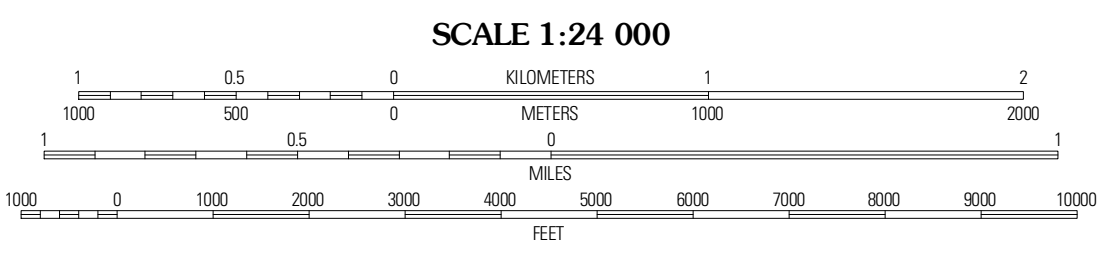 SCALE 1:24 000
1 0.5 0 KILOMETERS 1 2
1000 500 0 METERS 1000 2000
1 0.5 0 1
MILES
1000 0 1000 2000 3000 4000 5000 6000 7000 8000 9000 10000
FEET